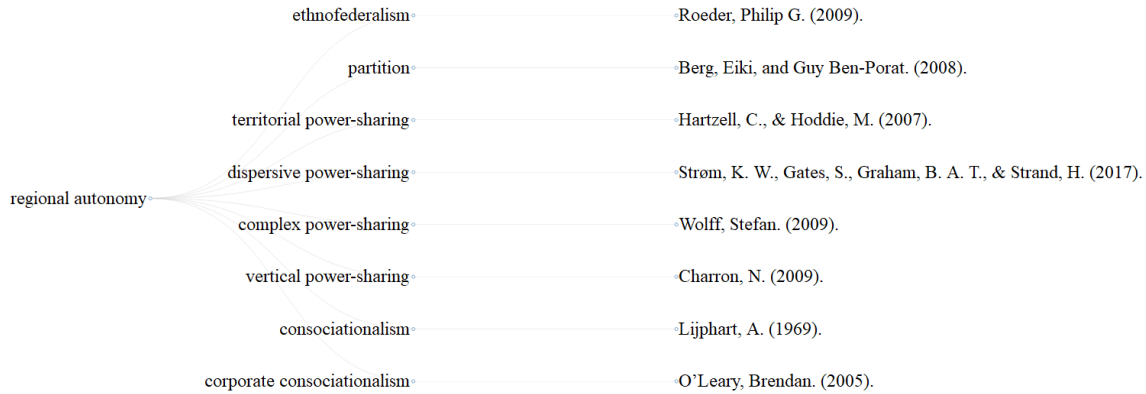 ethnofederalism Roeder, Philip G. (2009).
partition Berg, Eiki, and Guy Ben-Porat. (2008).
territorial power-sharing Hartzell, C., & Hoddie, M. (2007).
dispersive power-sharing Strøm, K. W., Gates, S., Graham, B. A. T., & Strand, H. (2017).
regional autonomy
complex power-sharing Wolff, Stefan. (2009).
vertical power-sharing Charron, N. (2009).
consociationalism Lijphart, A. (1969).
corporate consociationalism O’Leary, Brendan. (2005).